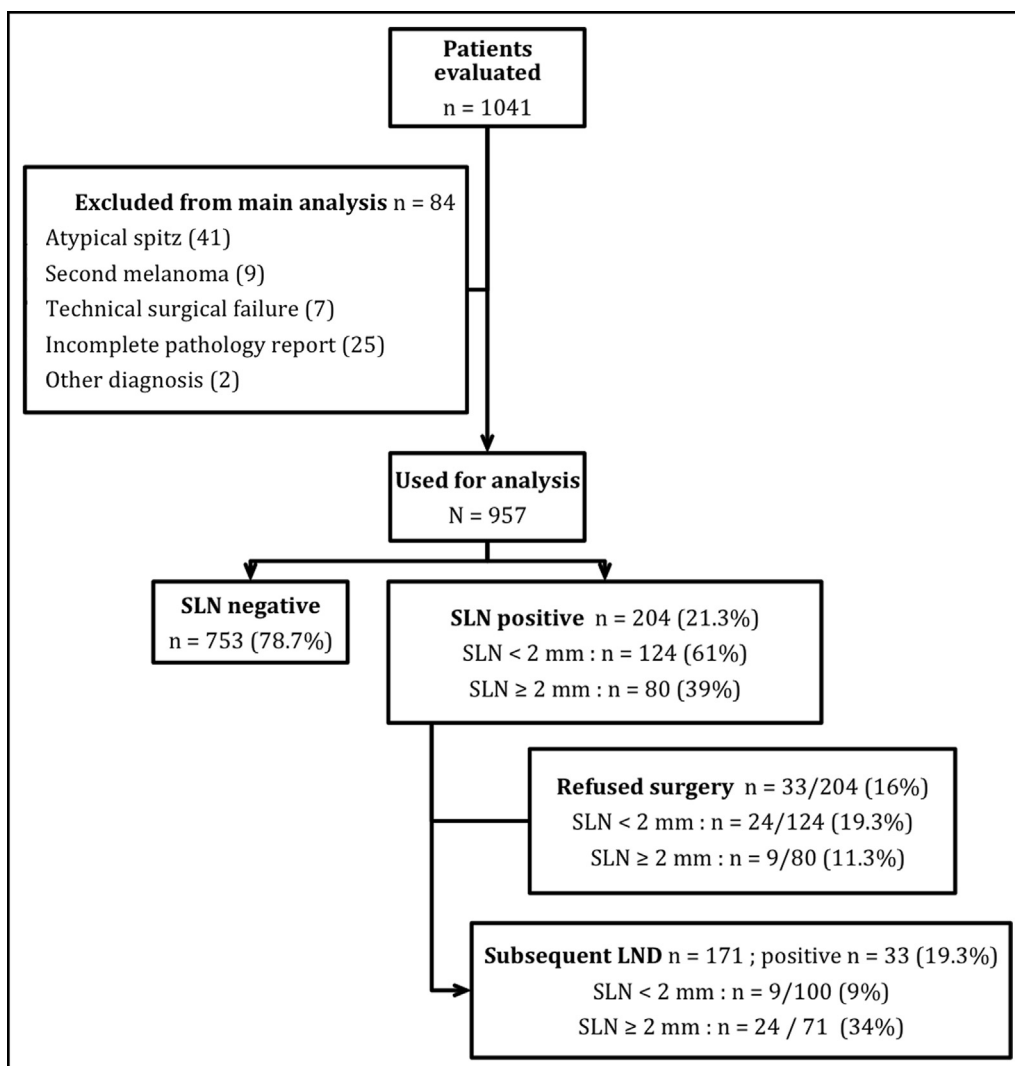 Patients
evaluated
n = 1041
Excluded from main analysis n = 84
Atypical spitz (41)
Second melanoma (9)
Technical surgical failure (7)
Incomplete pathology report (25)
Other diagnosis (2)
Used for analysis
N = 957
SLN negative
n = 753 (78.7%)
SLN positive n = 204 (21.3%)
SLN < 2 mm : n = 124 (61%)
SLN ≥ 2 mm : n = 80 (39%)
Refused surgery n = 33/204 (16%)
SLN < 2 mm : n = 24/124 (19.3%)
SLN ≥ 2 mm : n = 9/80 (11.3%)
Subsequent LND n = 171 ; positive n = 33 (19.3%)
SLN < 2 mm : n = 9/100 (9%)
SLN ≥ 2 mm : n = 24 / 71 (34%)